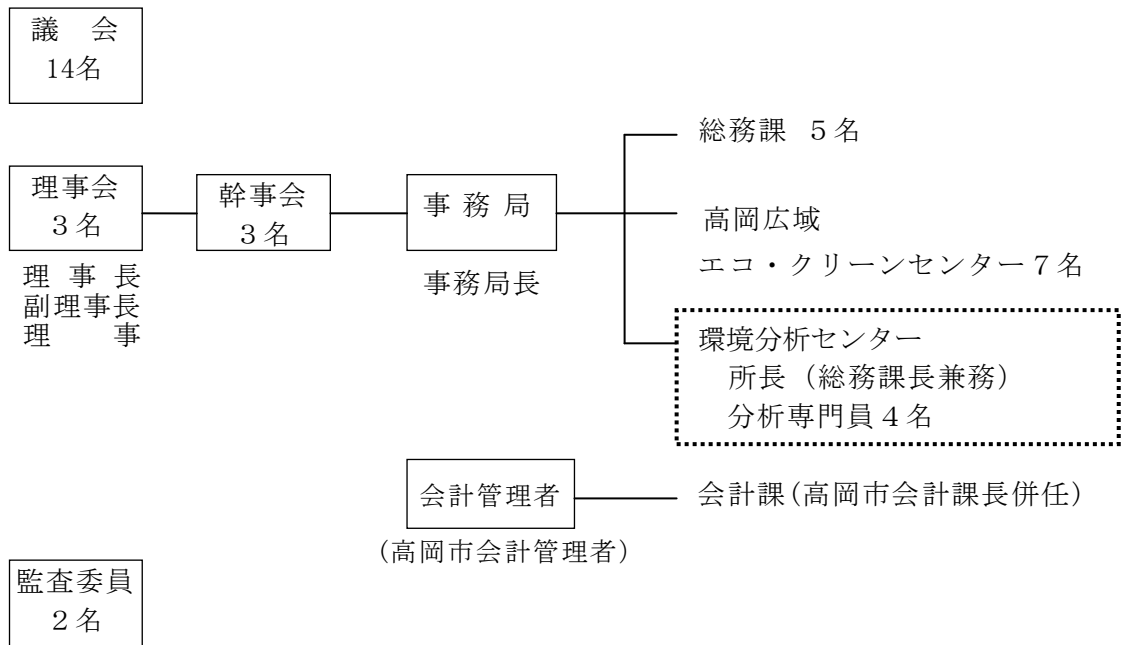 議 会
14名
理事会
3名
理 事 長
副理事長
理 事
幹事会
3名
事 務 局
事務局長
総務課 5名
高岡広域
エコ・クリーンセンター7名
環境分析センター
所長（総務課長兼務）
分析専門員4名
会計管理者
(高岡市会計管理者)
会計課(高岡市会計課長併任)
監査委員
2名